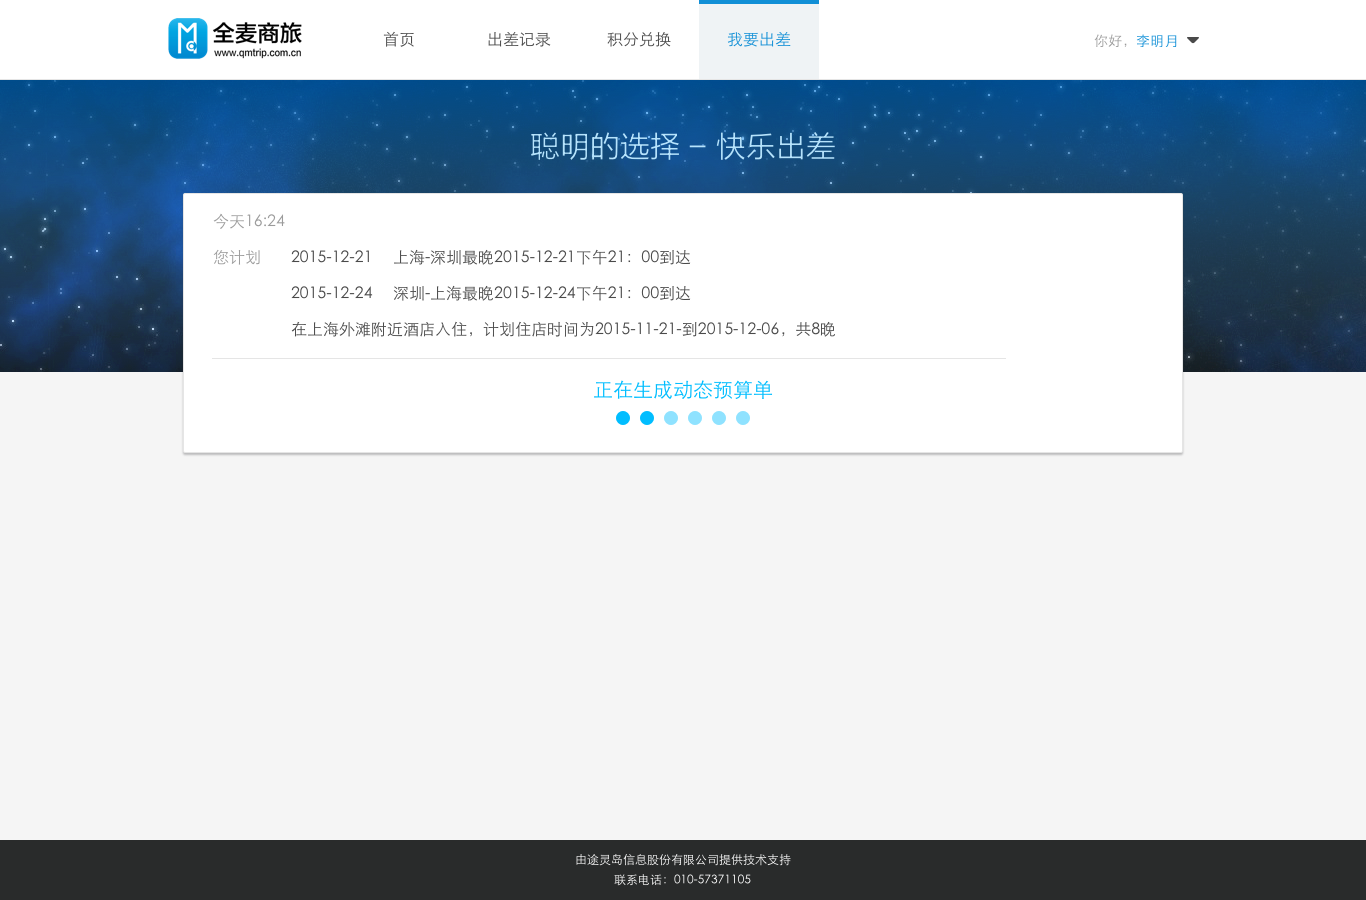 全麦商旅
www.qmtrip.com.cn
首页
出差记录
积分兑换
我要出差
你好，李明月
聪明的选择 – 快乐出差
今天16:24
您计划 2015-12-21 上海-深圳最晚2015-12-21下午21：00到达
2015-12-24 深圳-上海最晚2015-12-24下午21：00到达
在上海外滩附近酒店入住，计划住店时间为2015-11-21-到2015-12-06，共8晚
正在生成动态预算单
由途灵岛信息股份有限公司提供技术支持
联系电话：010-57371105